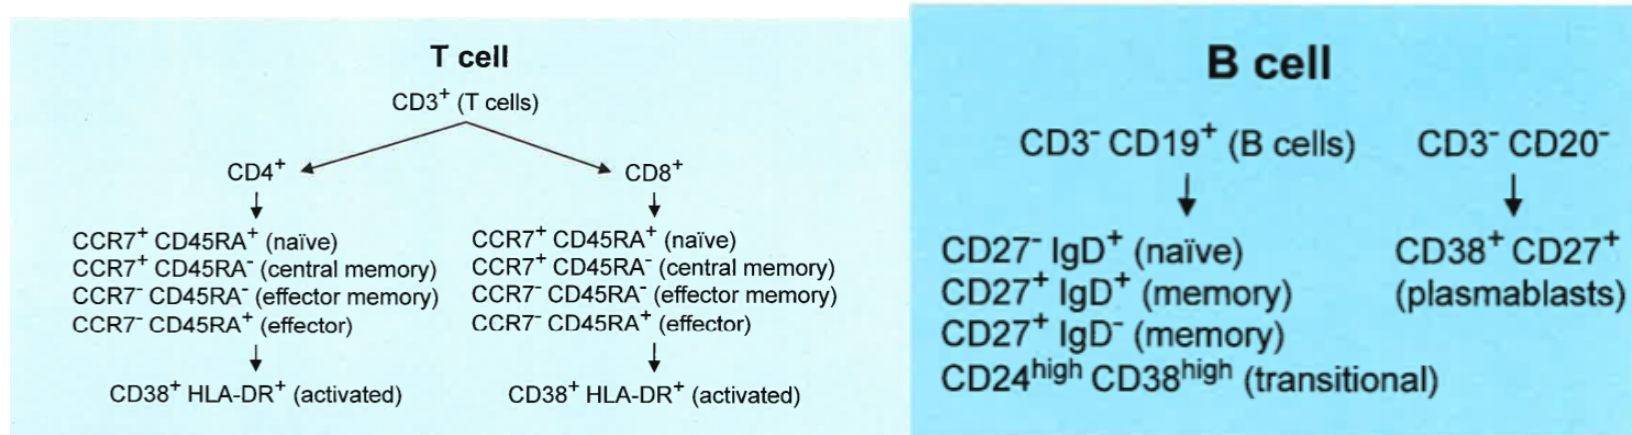 T cell
CD3⁺ (T cells)
CD4⁺
CD8⁺
CCR7⁺ CD45RA⁺ (naïve)
CCR7⁺ CD45RA⁻ (central memory)
CCR7⁻ CD45RA⁻ (effector memory)
CCR7⁻ CD45RA⁺ (effector)
CD38⁺ HLA-DR⁺ (activated)
CCR7⁺ CD45RA⁺ (naïve)
CCR7⁺ CD45RA⁻ (central memory)
CCR7⁻ CD45RA⁻ (effector memory)
CCR7⁻ CD45RA⁺ (effector)
CD38⁺ HLA-DR⁺ (activated)
B cell
CD3⁻ CD19⁺ (B cells)
CD27⁻ IgD⁺ (naïve)
CD27⁺ IgD⁺ (memory)
CD27⁺ IgD⁻ (memory)
CD24ʰⁱᵍʰ CD38ʰⁱᵍʰ (transitional)
CD3⁻ CD20⁻
CD38⁺ CD27⁺
(plasmablasts)